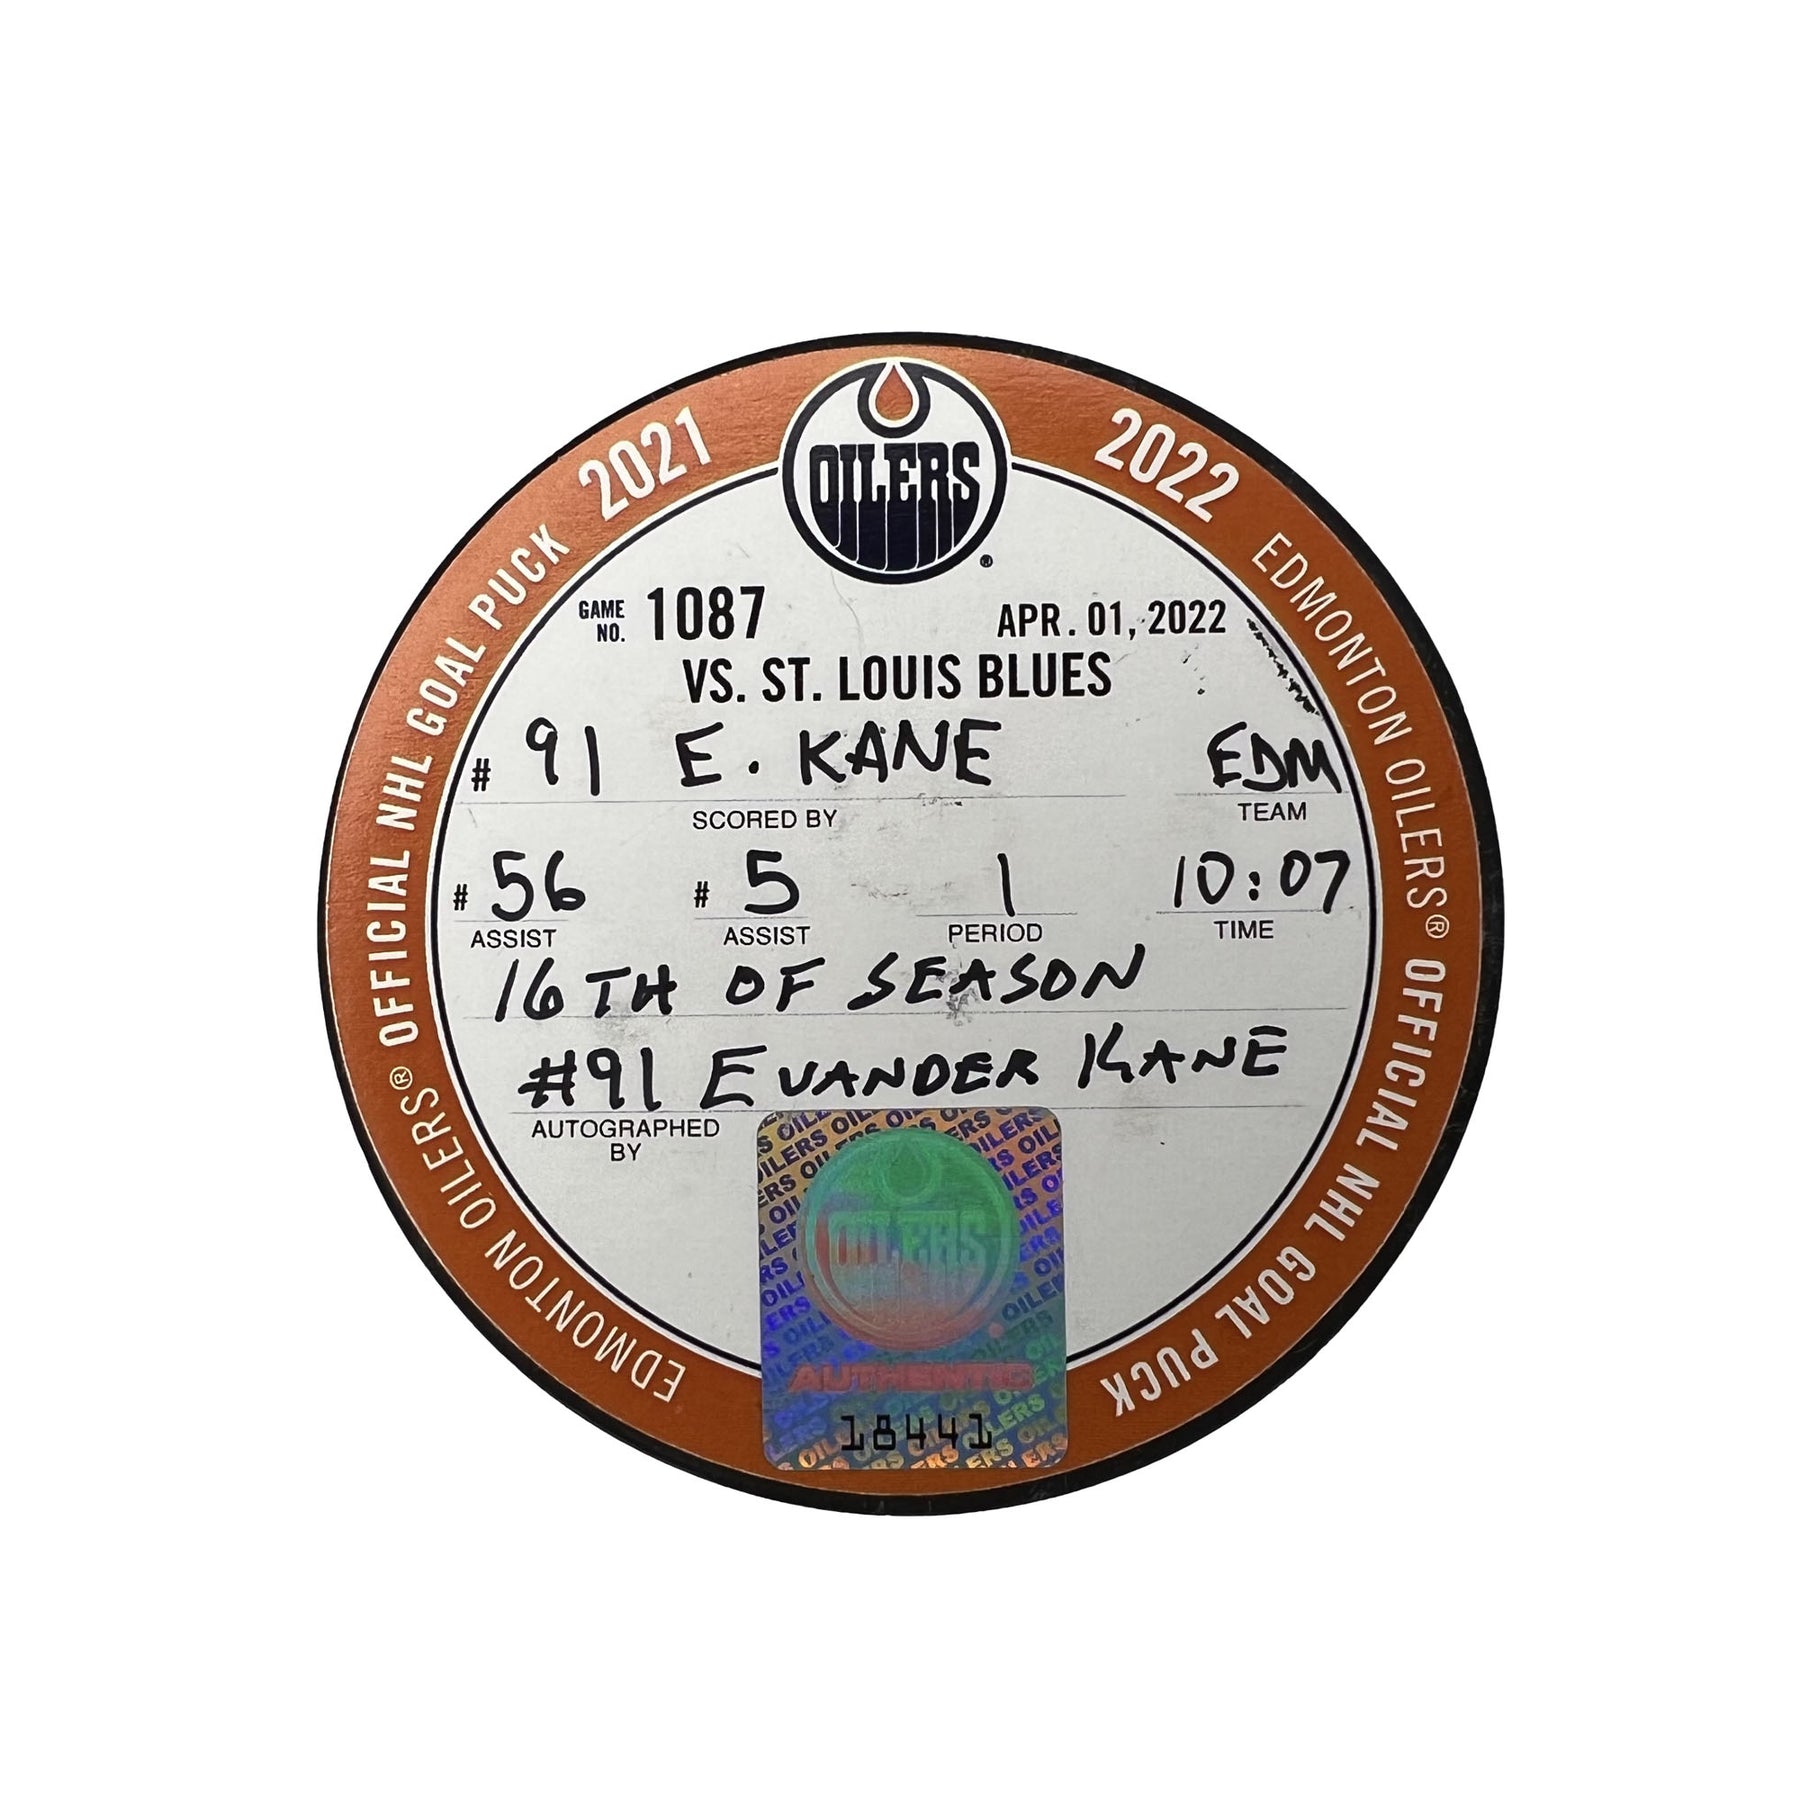 2021
2022
EDMONTON OILERS® OFFICIAL NHL GOAL PUCK
EDMONTON OILERS® OFFICIAL NHL GOAL PUCK
OILERS
®
GAME NO. 1087 APR. 01, 2022
VS. ST. LOUIS BLUES
# 91 E. KANE EDM
SCORED BY TEAM
# 56 # 5 1 10:07
ASSIST ASSIST PERIOD TIME
16TH OF SEASON
#91 EVANDER KANE
AUTOGRAPHED
BY
OILERS
AUTHENTIC
18441